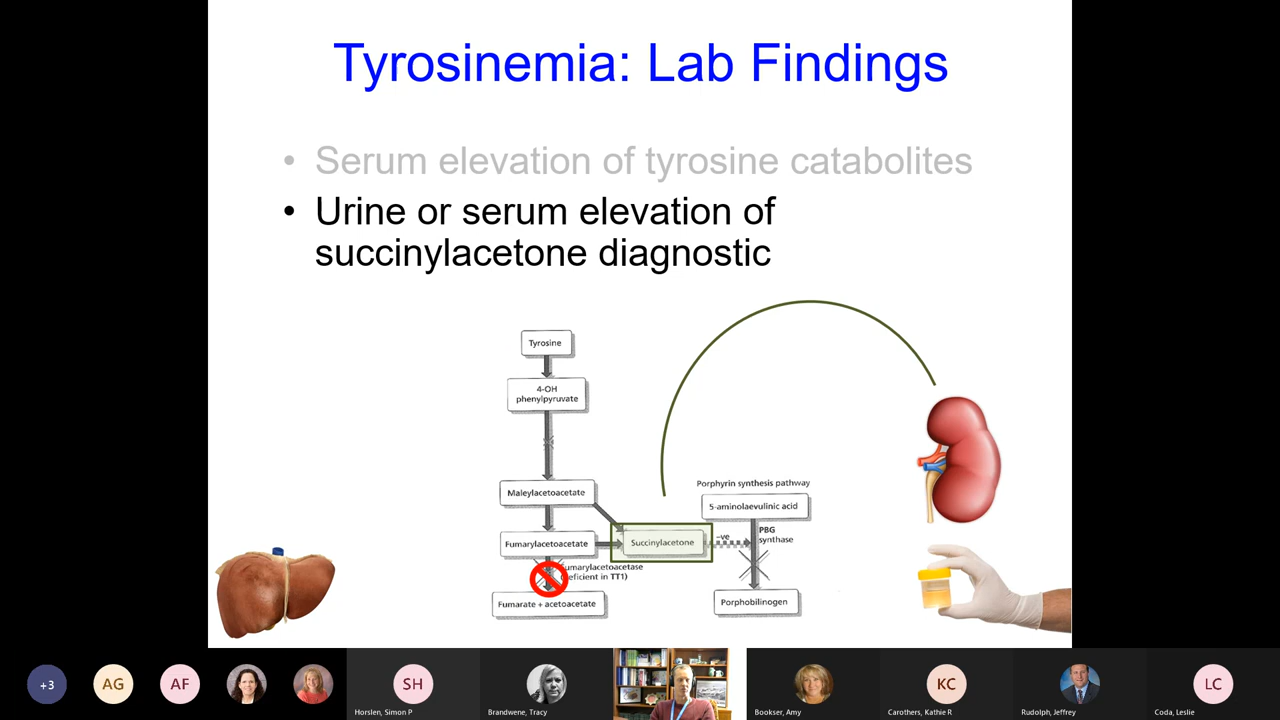 Tyrosinemia: Lab Findings
• Serum elevation of tyrosine catabolites
• Urine or serum elevation of
succinylacetone diagnostic
Tyrosine
4-OH
phenylpyruvate
Maleylacetoacetate
Porphyrin synthesis pathway
5-aminolaevulinic acid
Fumarylacetoacetate
Succinylacetone
-ve
PBG
synthase
(deficient in TT1)
Fumarate + acetoacetate
Porphobilinogen
+3
AG
AF
SH
KC
LC
Horslen, Simon P
Brandwene, Tracy
Bookser, Amy
Carothers, Kathie R
Rudolph, Jeffrey
Coda, Leslie